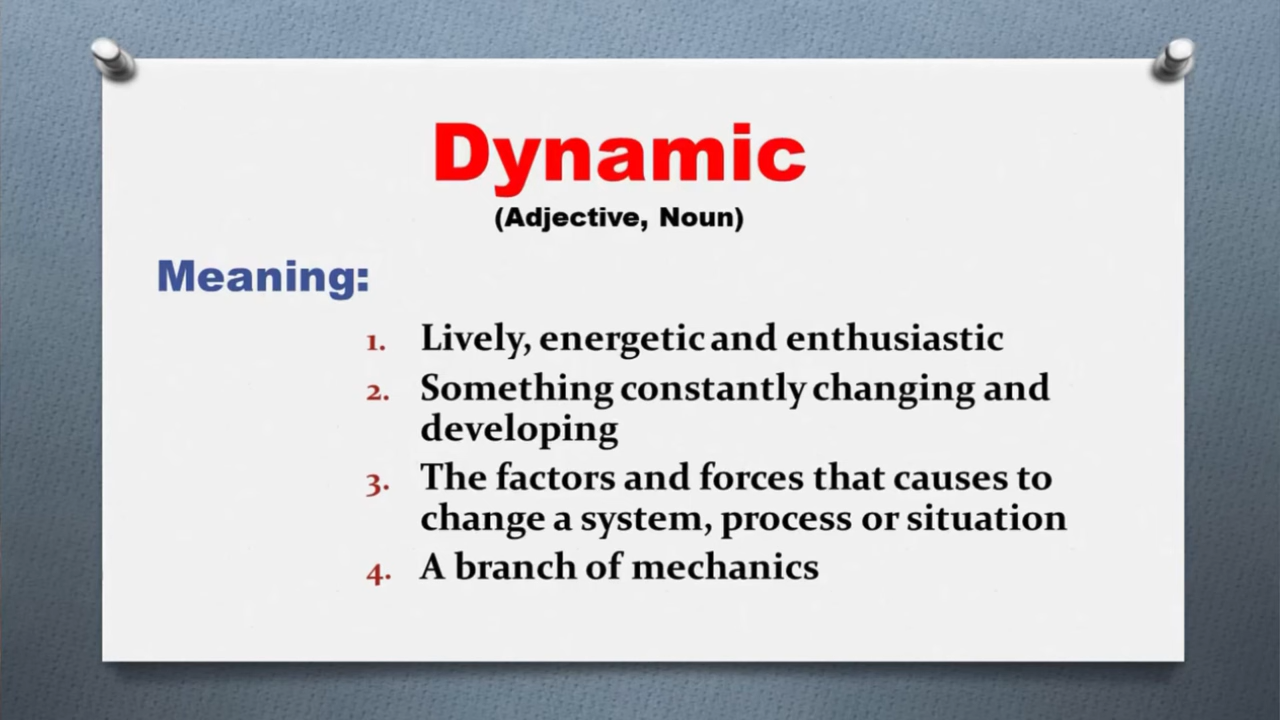 Dynamic
(Adjective, Noun)
Meaning:
1. Lively, energetic and enthusiastic
2. Something constantly changing and
developing
3. The factors and forces that causes to
change a system, process or situation
4. A branch of mechanics